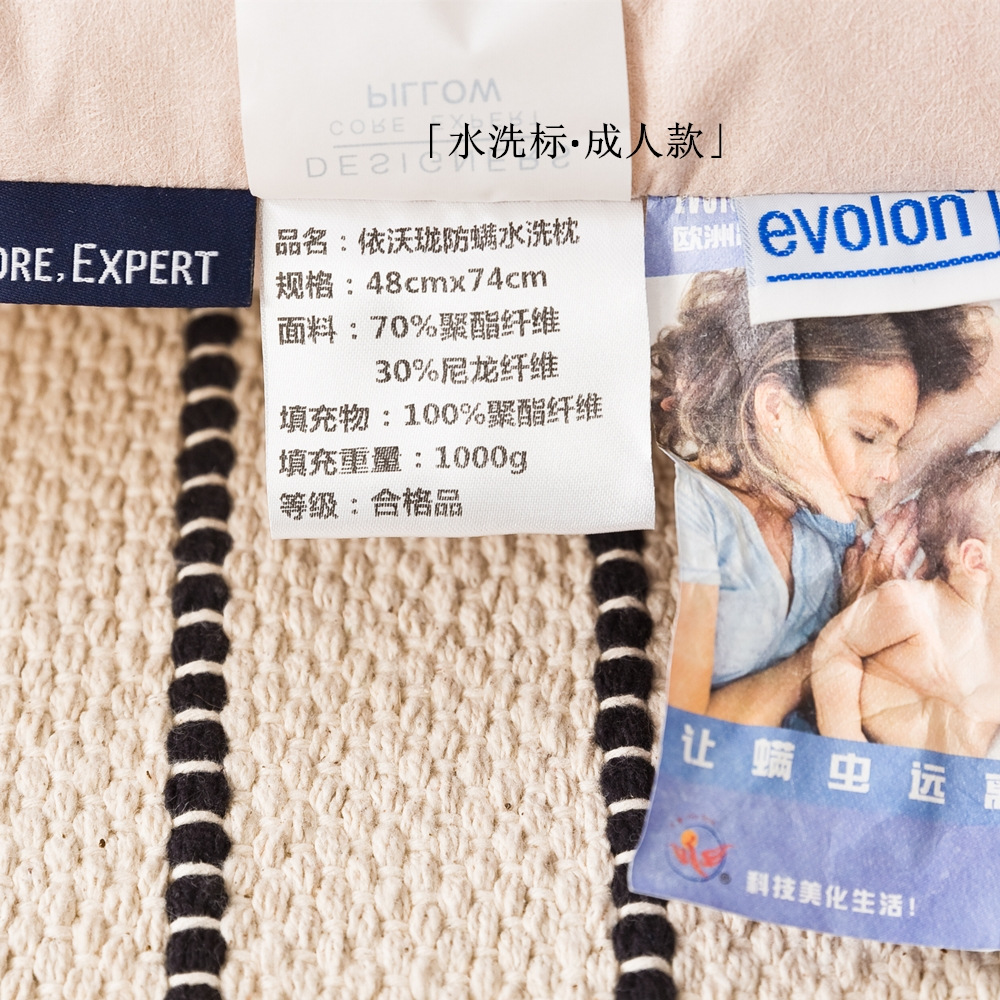 PILLOW
CORE EXPERT
DESIGNERS
「水洗标·成人款」
ORE, EXPERT
品名：依沃珑防螨水洗枕
规格：48cmx74cm
面料：70%聚酯纤维
30%尼龙纤维
填充物：100%聚酯纤维
填充重量：1000g
等级：合格品
欧洲
evolon
让螨虫远离
科技美化生活！